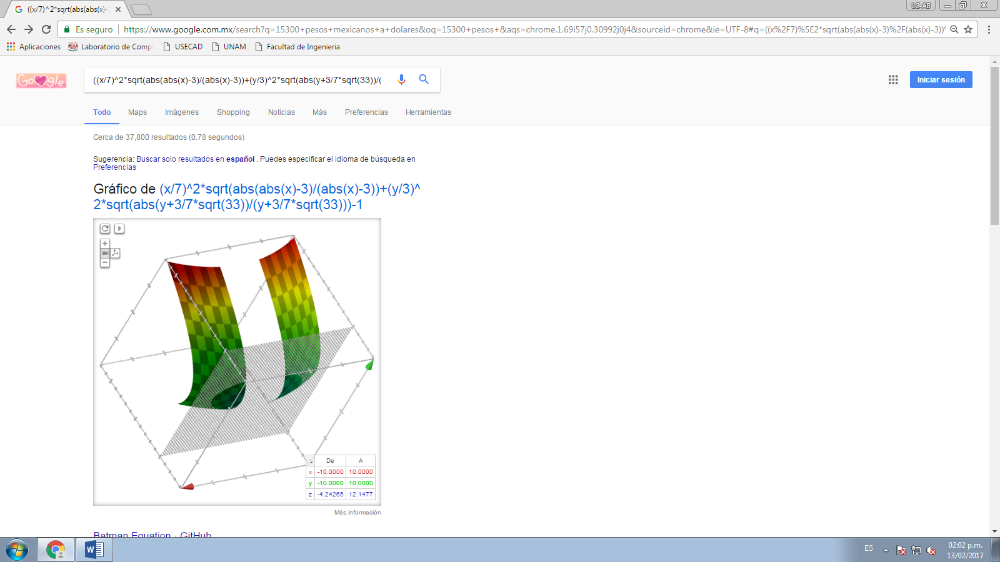 ((x/7)^2*sqrt(abs(abs(x)-
LC-AB
Es seguro
https://www.google.com.mx/search?q=15300+pesos+mexicanos+a+dolares&oq=15300+pesos+&aqs=chrome.1.69i57j0.30992j0j4&sourceid=chrome&ie=UTF-8#q=((x%2F7)%5E2*sqrt(abs(abs(x)-3)%2F(abs(x)-3))%
Aplicaciones
Laboratorio de Compu
USECAD
UNAM
Facultad de Ingenieria
Google
((x/7)^2*sqrt(abs(abs(x)-3)/(abs(x)-3))+(y/3)^2*sqrt(abs(y+3/7*sqrt(33))/(
Iniciar sesión
Todo
Maps
Imágenes
Shopping
Noticias
Más
Preferencias
Herramientas
Cerca de 37,800 resultados (0.78 segundos)
Sugerencia: Buscar solo resultados en español . Puedes especificar el idioma de búsqueda en
Preferencias
Gráfico de (x/7)^2*sqrt(abs(abs(x)-3)/(abs(x)-3))+(y/3)^
2*sqrt(abs(y+3/7*sqrt(33))/(y+3/7*sqrt(33)))-1
De A
x -10.0000 10.0000
y -10.0000 10.0000
z -4.24265 12.1477
Más información
Batman Equation · GitHub
ES
02:02 p.m.
13/02/2017